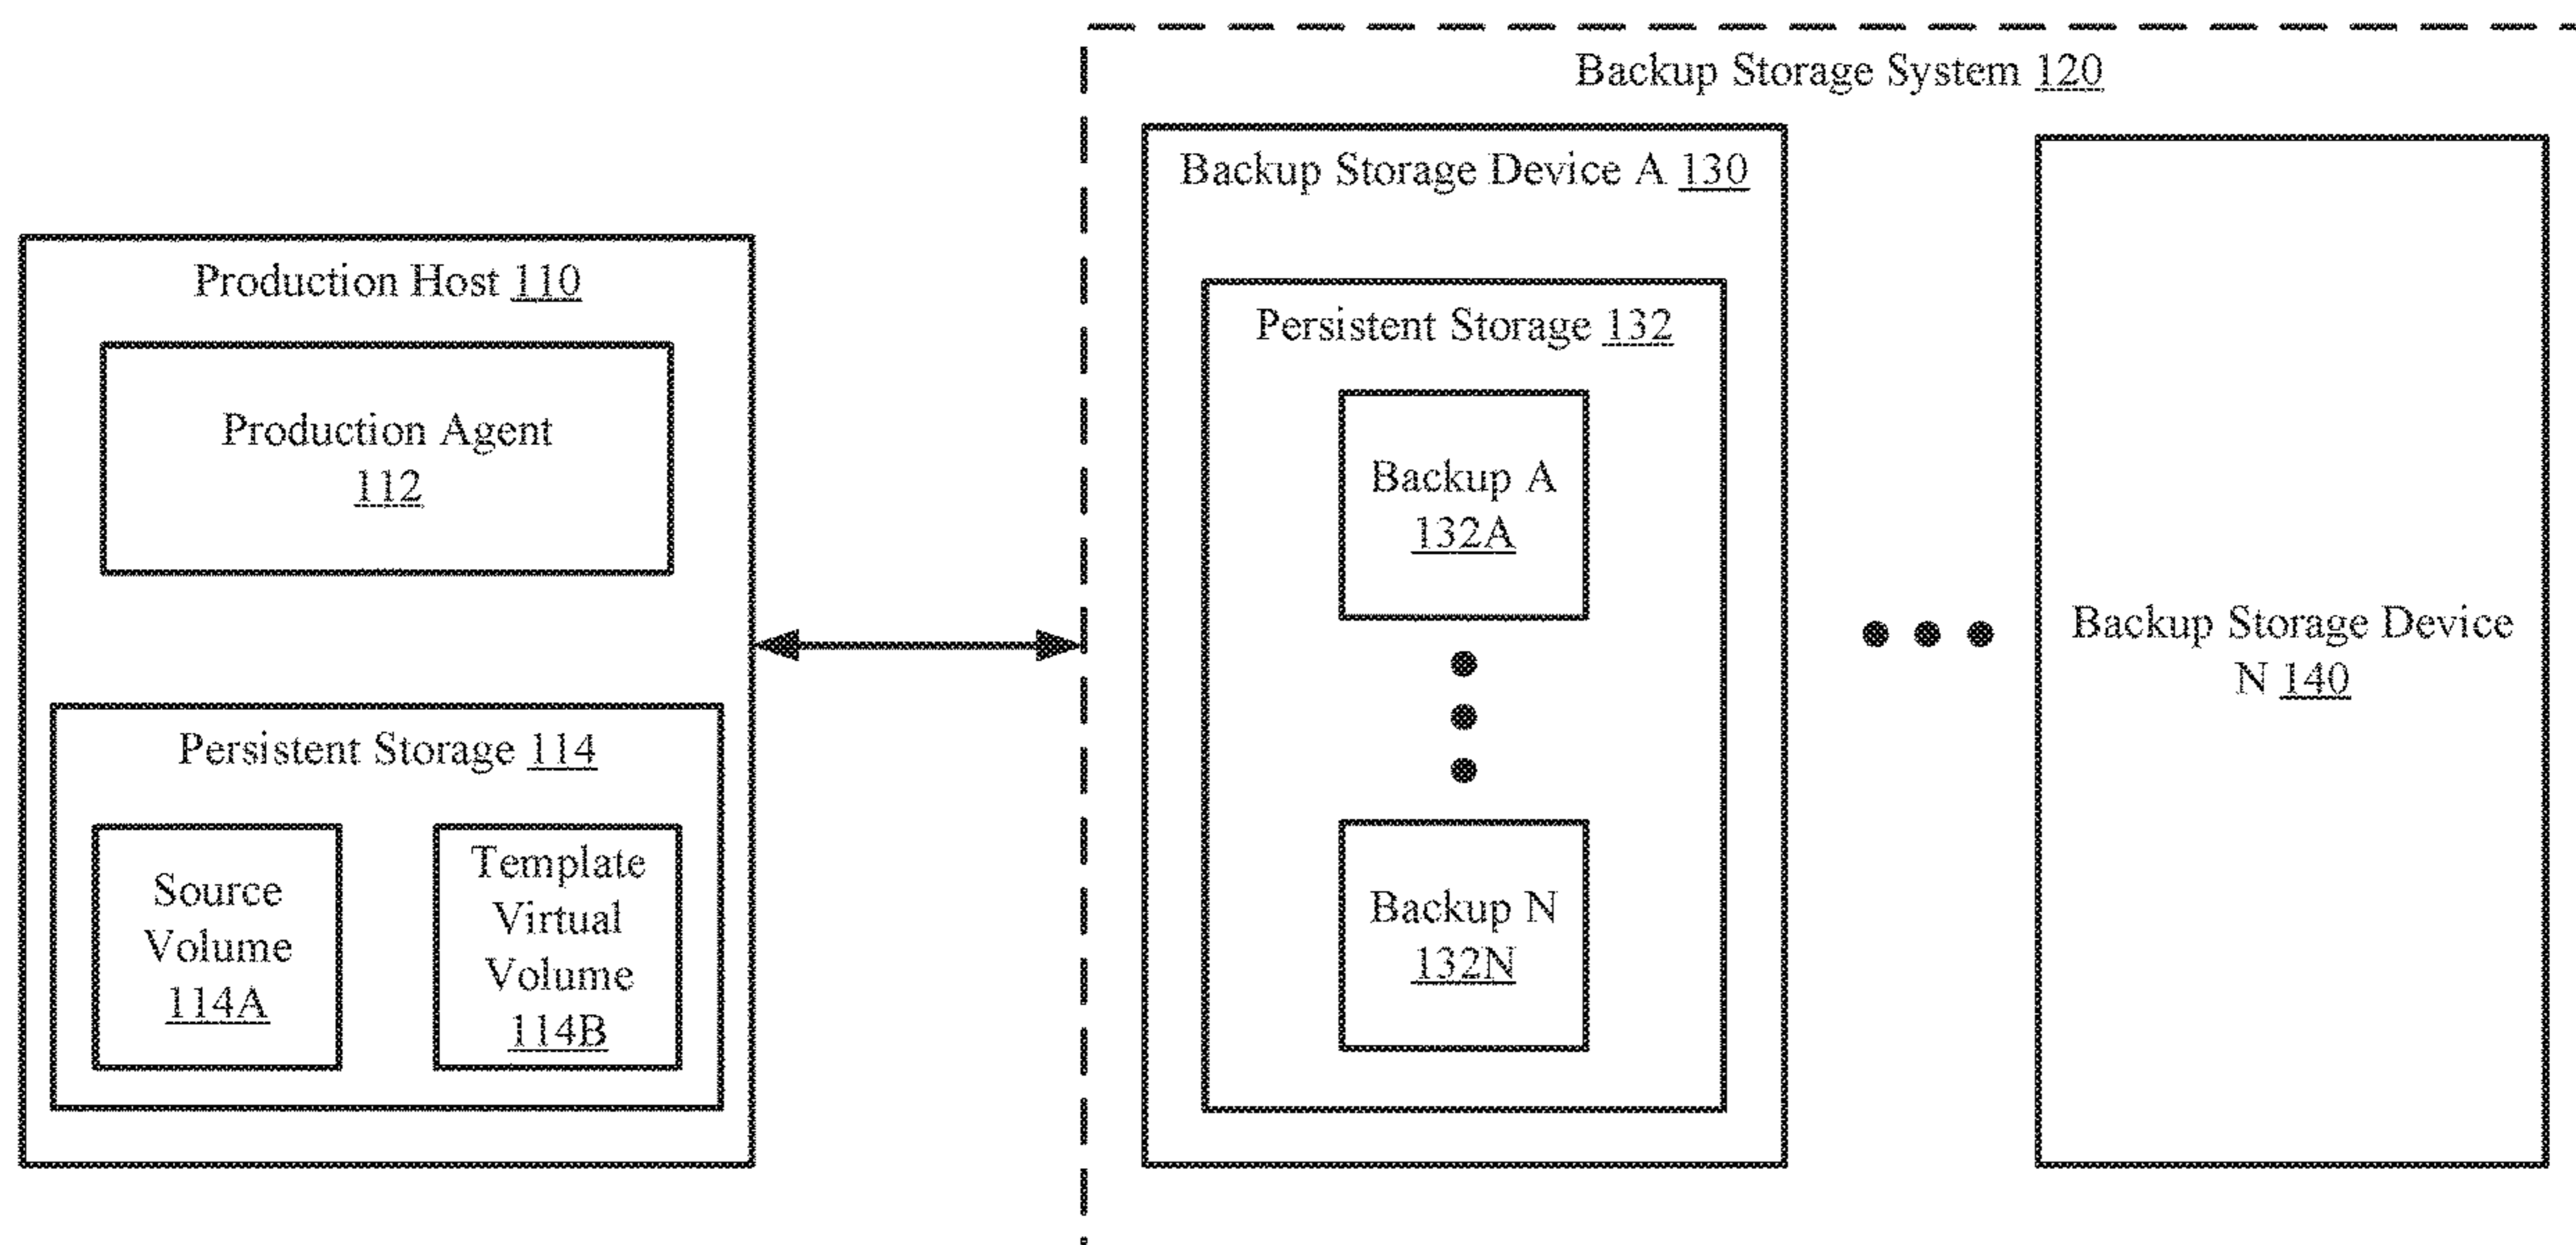 Backup Storage System 120
Backup Storage Device A 130
Production Host 110
Persistent Storage 132
Production Agent
112
Backup A
132A
Backup Storage Device
N 140
Persistent Storage 114
Source
Volume
114A
Template
Virtual
Volume
114B
Backup N
132N